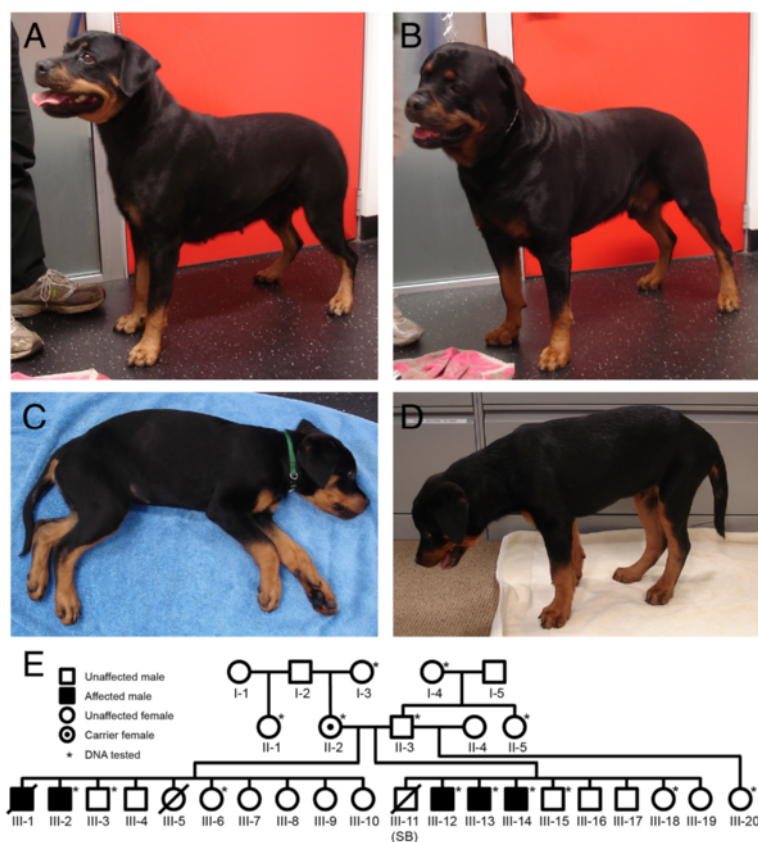 A
B
C
D
E
Unaffected male
Affected male
Unaffected female
Carrier female
* DNA tested
I-1 I-2 I-3 * I-4 * I-5
II-1 * II-2 * II-3 * II-4 II-5 *
III-1 III-2 * III-3 * III-4 III-5 III-6 * III-7 III-8 III-9 III-10 III-11 III-12 * III-13 * III-14 * III-15 * III-16 III-17 III-18 * III-19 III-20 *
(SB)